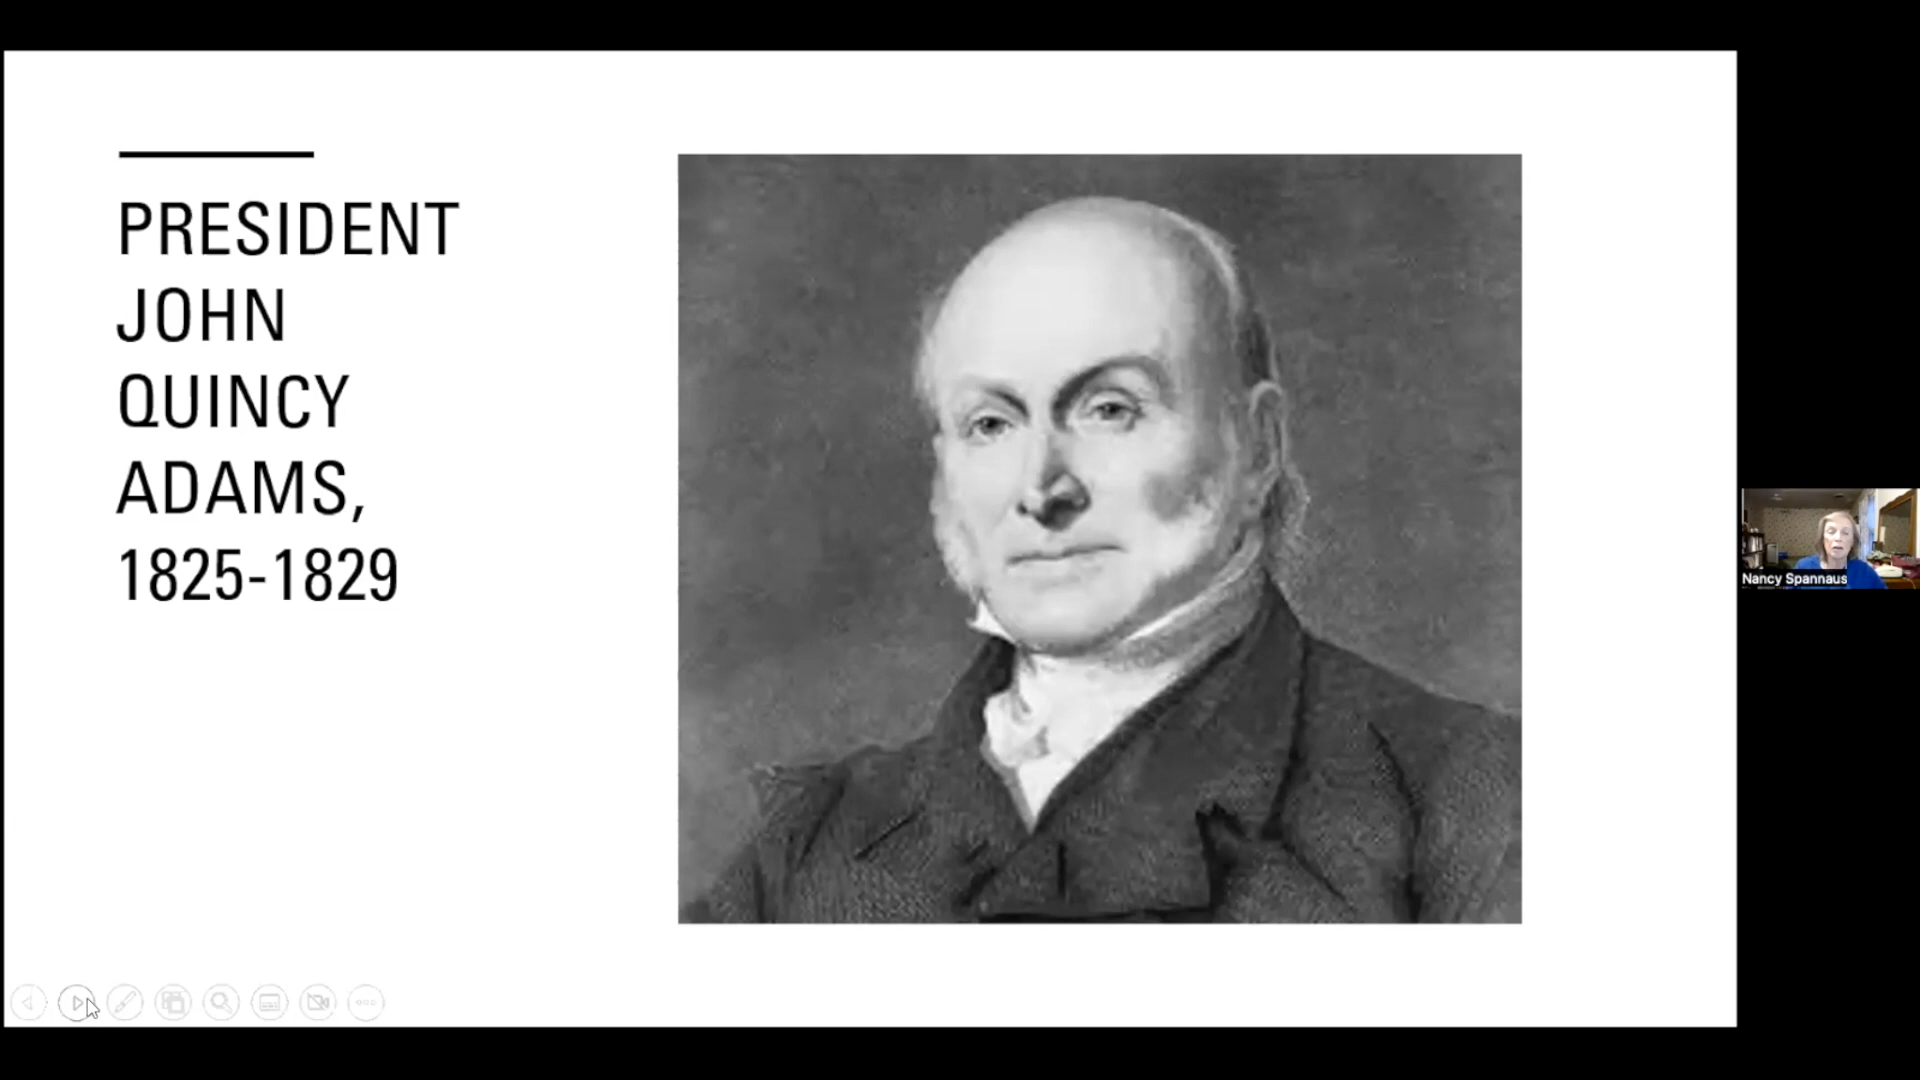 PRESIDENT
JOHN
QUINCY
ADAMS,
1825-1829
Nancy Spannaus